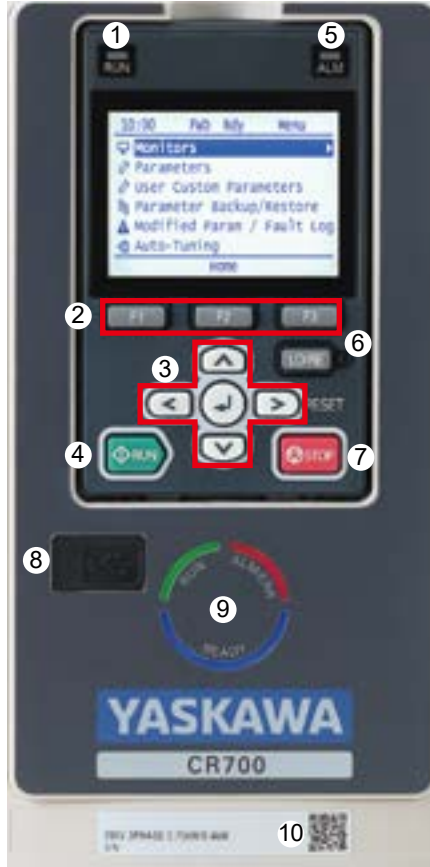 1
5
RUN
ALM
10:00 FWD Rdy Menu
Monitors
Parameters
User Custom Parameters
Parameter Backup/Restore
Modified Param / Fault Log
Auto-Tuning
Home
2
F1 F2 F3
6
3
LO/RE
RESET
4
RUN
STOP
7
8
RUN
ALM/ERR
9
READY
YASKAWA
CR700
10
S/N